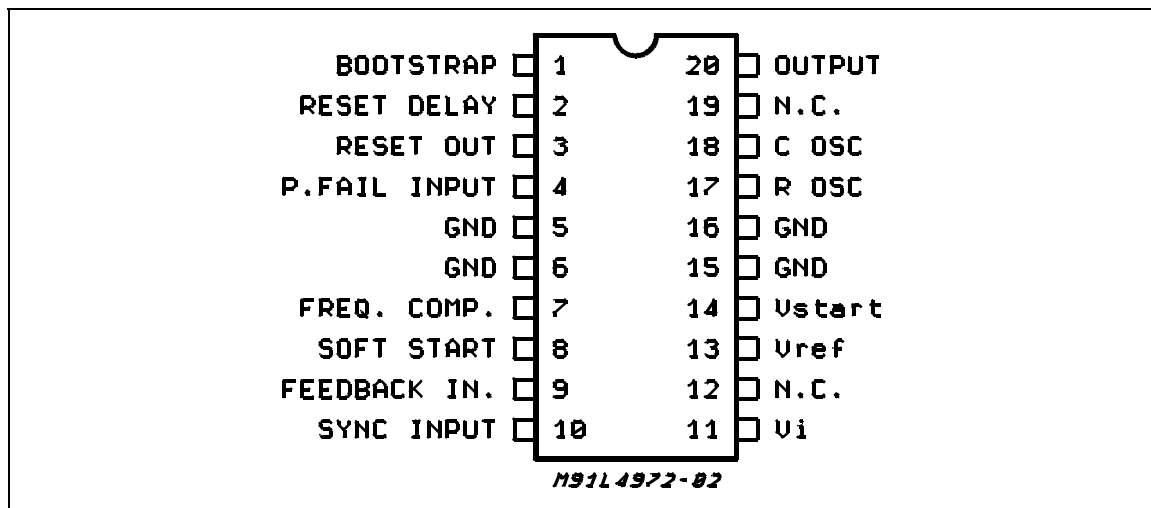 BOOTSTRAP 1 20 OUTPUT
RESET DELAY 2 19 N.C.
RESET OUT 3 18 C OSC
P.FAIL INPUT 4 17 R OSC
GND 5 16 GND
GND 6 15 GND
FREQ. COMP. 7 14 Vstart
SOFT START 8 13 Vref
FEEDBACK IN. 9 12 N.C.
SYNC INPUT 10 11 Vi
M91L4972-02